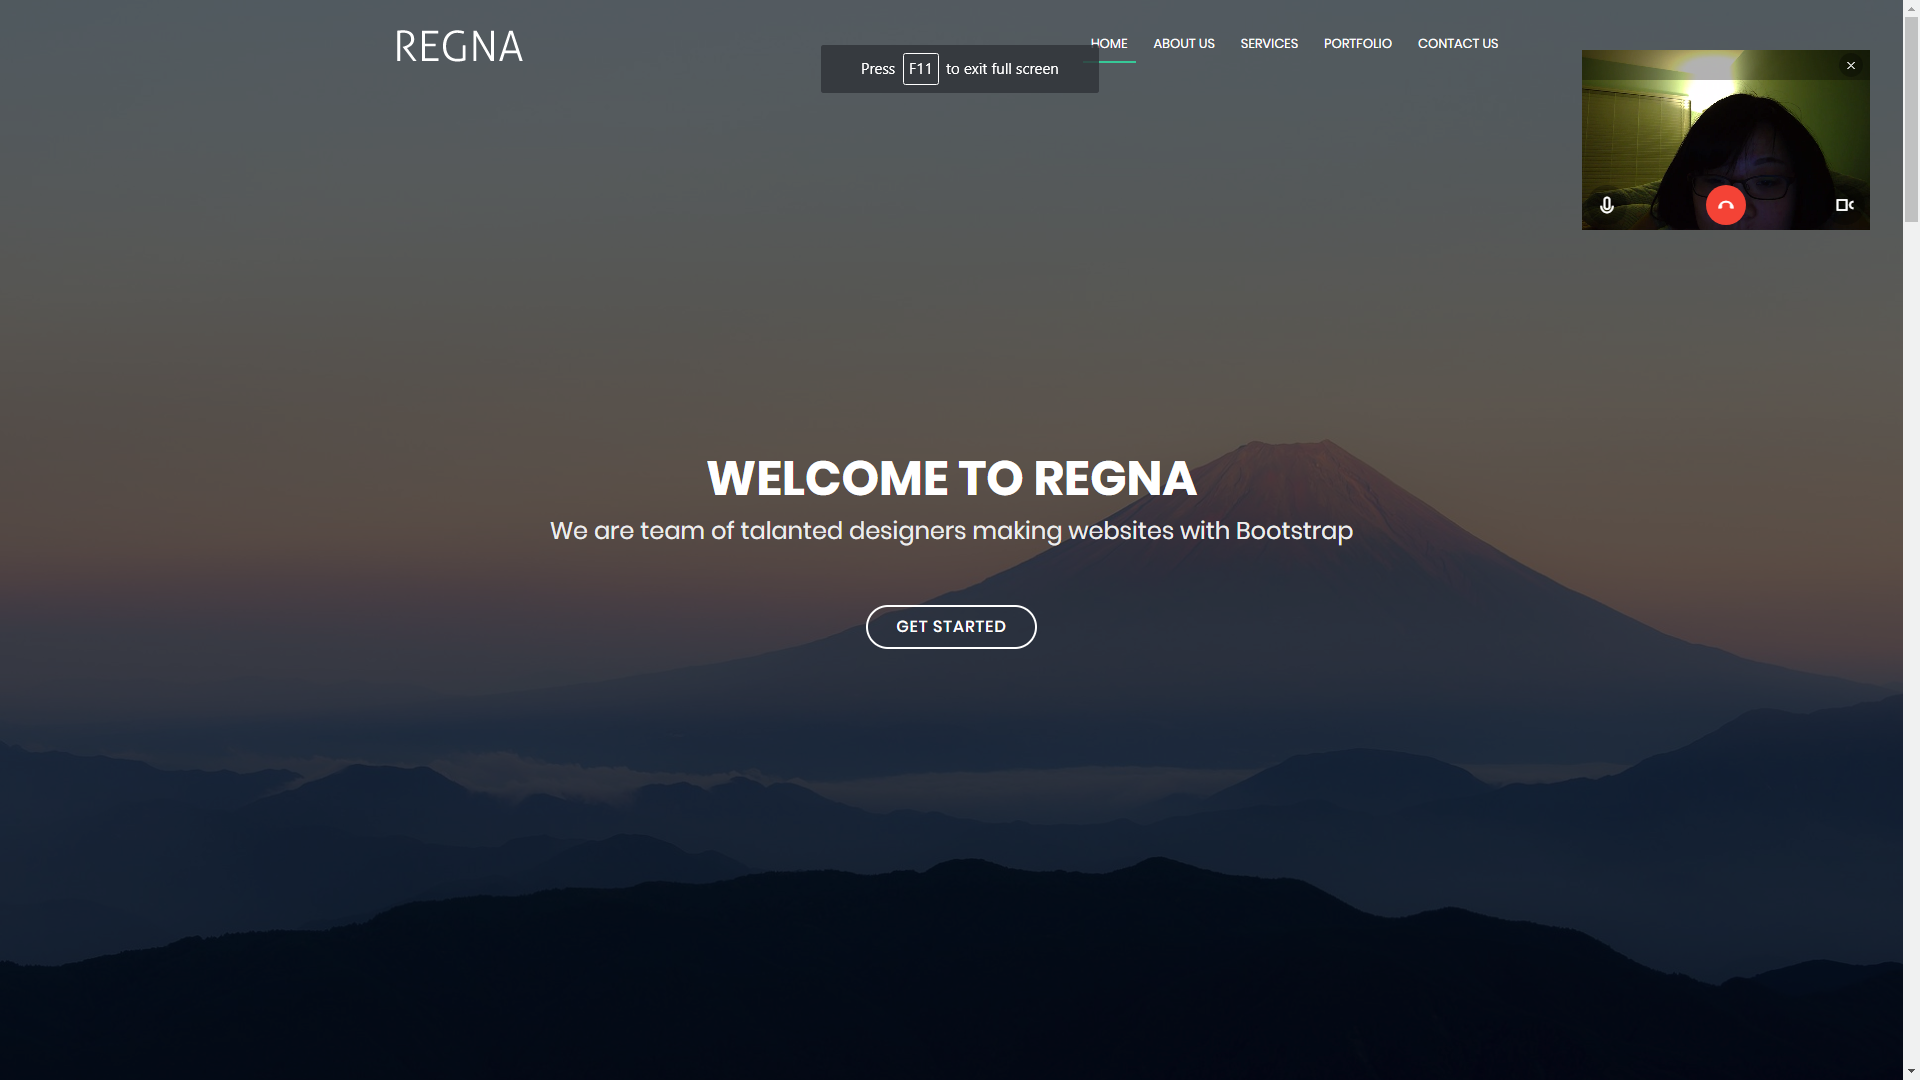 REGNA
HOME ABOUT US SERVICES PORTFOLIO CONTACT US
Press F11 to exit full screen
WELCOME TO REGNA
We are team of talanted designers making websites with Bootstrap
GET STARTED